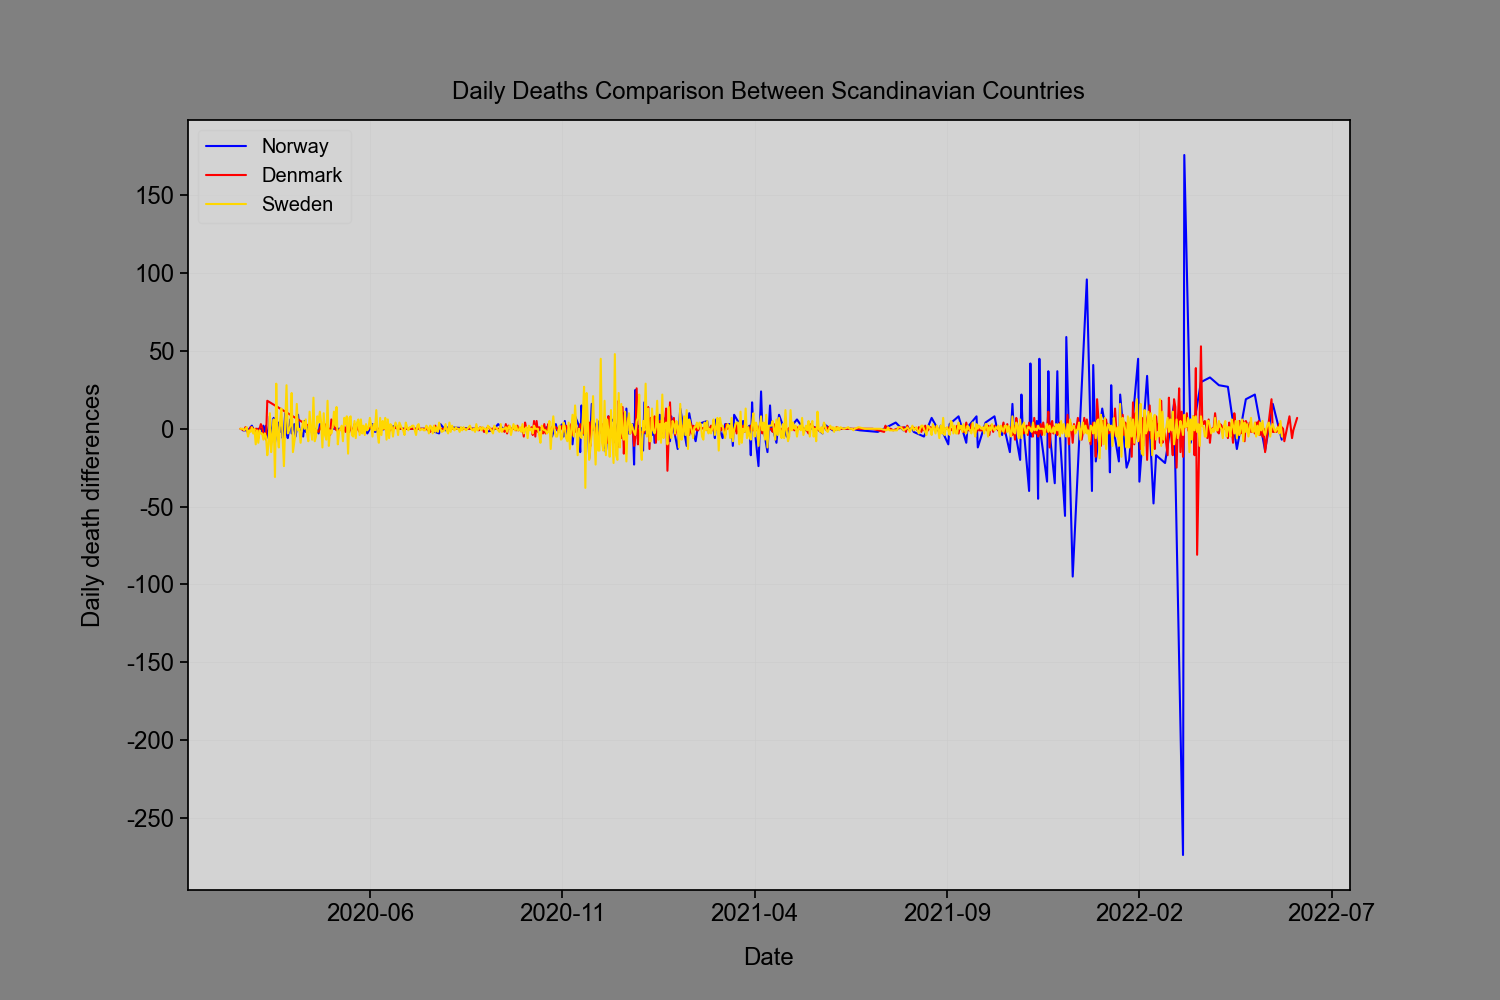 Daily Deaths Comparison Between Scandinavian Countries
Norway
Denmark
Sweden
150
100
50
0
-50
-100
-150
-200
-250
Daily death differences
2020-06
2020-11
2021-04
2021-09
2022-02
2022-07
Date